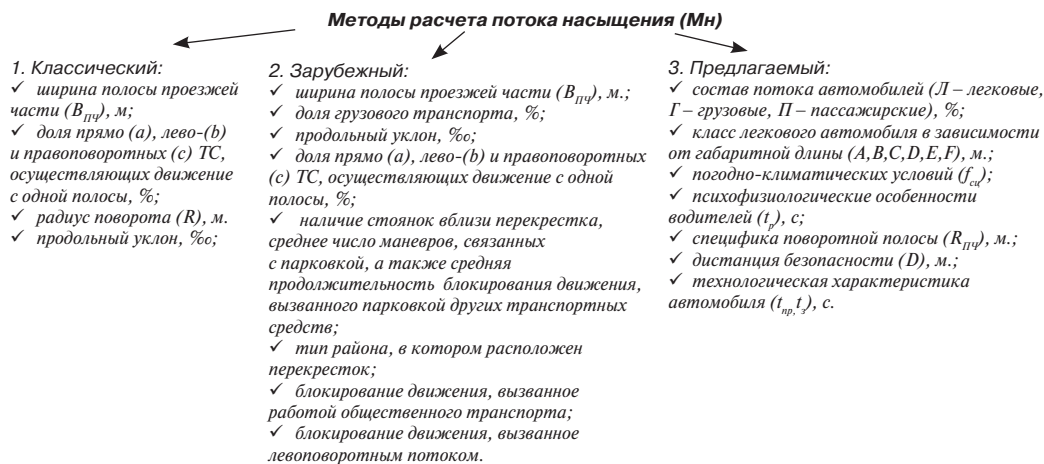 Методы расчета потока насыщения (Мн)
1. Классический:
✓ ширина полосы проезжей
части (В_ПЧ), м;
✓ доля прямо (а), лево-(b)
и правоповоротных (с) ТС,
осуществляющих движение
с одной полосы, %;
✓ радиус поворота (R), м.
✓ продольный уклон, ‰;
2. Зарубежный:
✓ ширина полосы проезжей части (В_ПЧ), м.;
✓ доля грузового транспорта, %;
✓ продольный уклон, ‰;
✓ доля прямо (а), лево-(b) и правоповоротных
(с) ТС, осуществляющих движение с одной
полосы, %;
✓ наличие стоянок вблизи перекрестка,
среднее число маневров, связанных
с парковкой, а также средняя
продолжительность блокирования движения,
вызванного парковкой других транспортных
средств;
✓ тип района, в котором расположен
перекресток;
✓ блокирование движения, вызванное
работой общественного транспорта;
✓ блокирование движения, вызванное
левоповоротным потоком.
3. Предлагаемый:
✓ состав потока автомобилей (Л – легковые,
Г – грузовые, П – пассажирские), %;
✓ класс легкового автомобиля в зависимости
от габаритной длины (A,B,C,D,E,F), м.;
✓ погодно-климатических условий (f_сц);
✓ психофизиологические особенности
водителей (t_р), с;
✓ специфика поворотной полосы (R_ПЧ), м.;
✓ дистанция безопасности (D), м.;
✓ технологическая характеристика
автомобиля (t_пр, t_з), с.